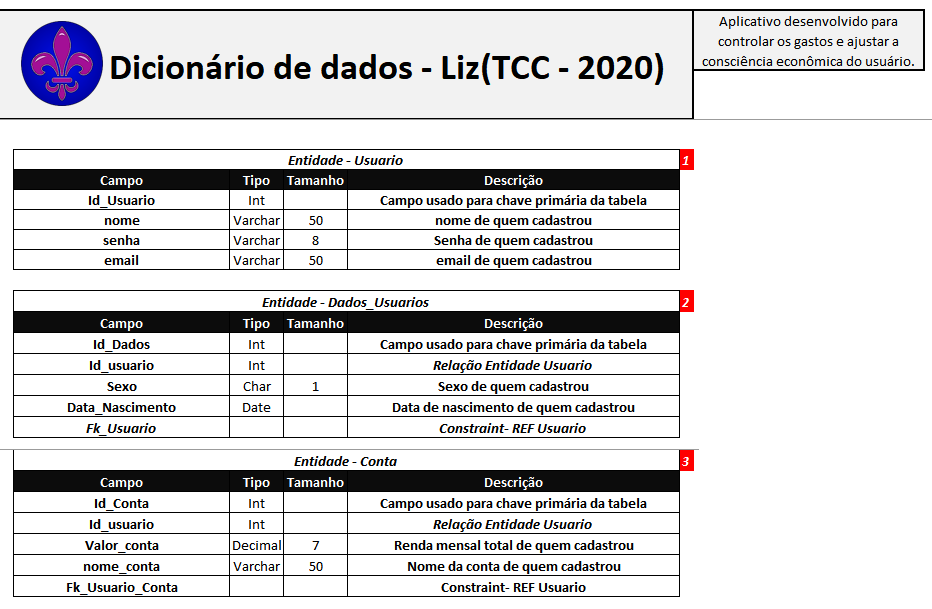 Dicionário de dados - Liz(TCC - 2020)
Aplicativo desenvolvido para
controlar os gastos e ajustar a
consciência econômica do usuário.
Entidade - Usuario 1
Campo Tipo Tamanho Descrição
Id_Usuario Int Campo usado para chave primária da tabela
nome Varchar 50 nome de quem cadastrou
senha Varchar 8 Senha de quem cadastrou
email Varchar 50 email de quem cadastrou
Entidade - Dados_Usuarios 2
Campo Tipo Tamanho Descrição
Id_Dados Int Campo usado para chave primária da tabela
Id_usuario Int Relação Entidade Usuario
Sexo Char 1 Sexo de quem cadastrou
Data_Nascimento Date Data de nascimento de quem cadastrou
Fk_Usuario Constraint- REF Usuario
Entidade - Conta 3
Campo Tipo Tamanho Descrição
Id_Conta Int Campo usado para chave primária da tabela
Id_usuario Int Relação Entidade Usuario
Valor_conta Decimal 7 Renda mensal total de quem cadastrou
nome_conta Varchar 50 Nome da conta de quem cadastrou
Fk_Usuario_Conta Constraint- REF Usuario